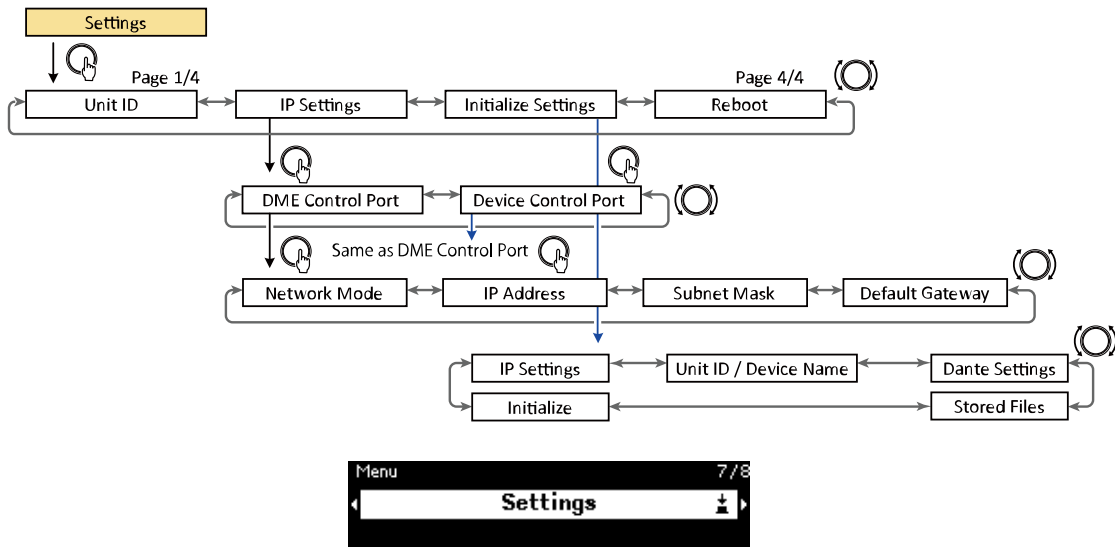 Settings
Page 1/4
Page 4/4
Unit ID
IP Settings
Initialize Settings
Reboot
DME Control Port
Device Control Port
Same as DME Control Port
Network Mode
IP Address
Subnet Mask
Default Gateway
IP Settings
Unit ID / Device Name
Dante Settings
Initialize
Stored Files
Menu
7/8
Settings